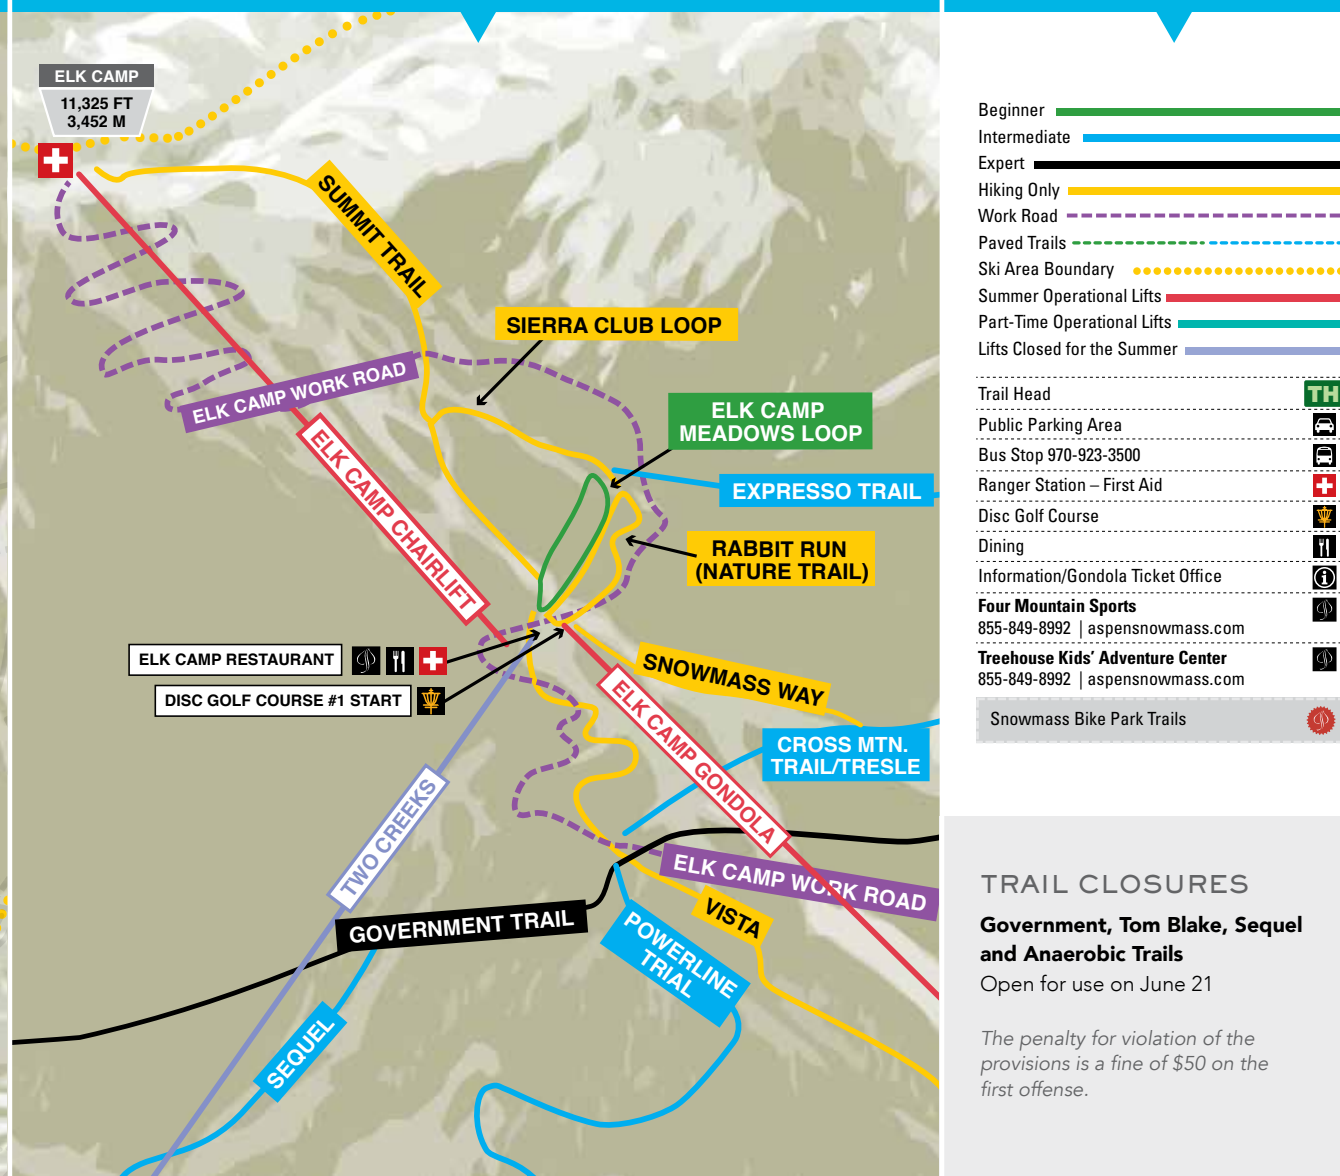 ELK CAMP
11,325 FT
3,452 M
SUMMIT TRAIL
SIERRA CLUB LOOP
ELK CAMP WORK ROAD
ELK CAMP
MEADOWS LOOP
ELK CAMP CHAIRLIFT
EXPRESSO TRAIL
RABBIT RUN
(NATURE TRAIL)
ELK CAMP RESTAURANT
DISC GOLF COURSE #1 START
SNOWMASS WAY
ELK CAMP GONDOLA
CROSS MTN.
TRAIL/TRESLE
TWO CREEKS
ELK CAMP WORK ROAD
GOVERNMENT TRAIL
VISTA
POWERLINE
TRIAL
SEQUEL
Beginner
Intermediate
Expert
Hiking Only
Work Road
Paved Trails
Ski Area Boundary
Summer Operational Lifts
Part-Time Operational Lifts
Lifts Closed for the Summer
Trail Head TH
Public Parking Area
Bus Stop 970-923-3500
Ranger Station – First Aid
Disc Golf Course
Dining
Information/Gondola Ticket Office
Four Mountain Sports
855-849-8992 | aspensnowmass.com
Treehouse Kids' Adventure Center
855-849-8992 | aspensnowmass.com
Snowmass Bike Park Trails
TRAIL CLOSURES
Government, Tom Blake, Sequel
and Anaerobic Trails
Open for use on June 21
The penalty for violation of the
provisions is a fine of $50 on the
first offense.